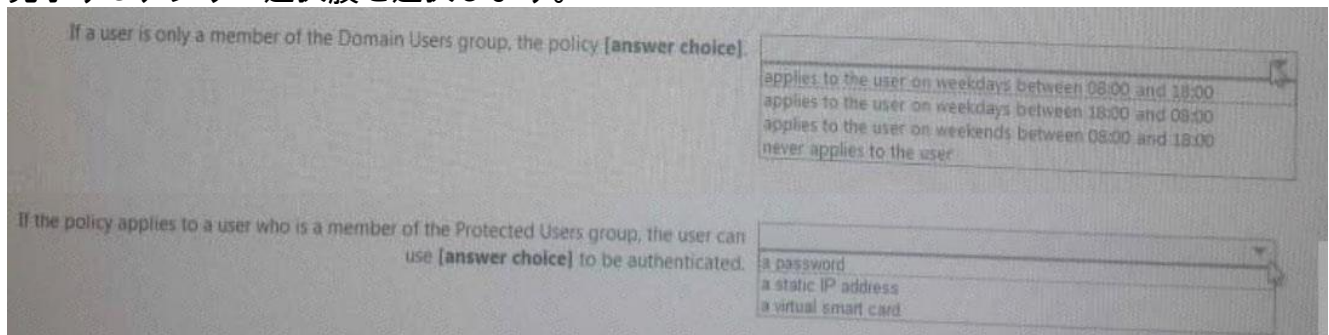 If a user is only a member of the Domain Users group, the policy [answer choice].
applies to the user on weekdays between 08:00 and 18:00
applies to the user on weekdays between 18:00 and 08:00
applies to the user on weekends between 08:00 and 18:00
never applies to the user
If the policy applies to a user who is a member of the Protected Users group, the user can
use [answer choice] to be authenticated.
a password
a static IP address
a virtual smart card